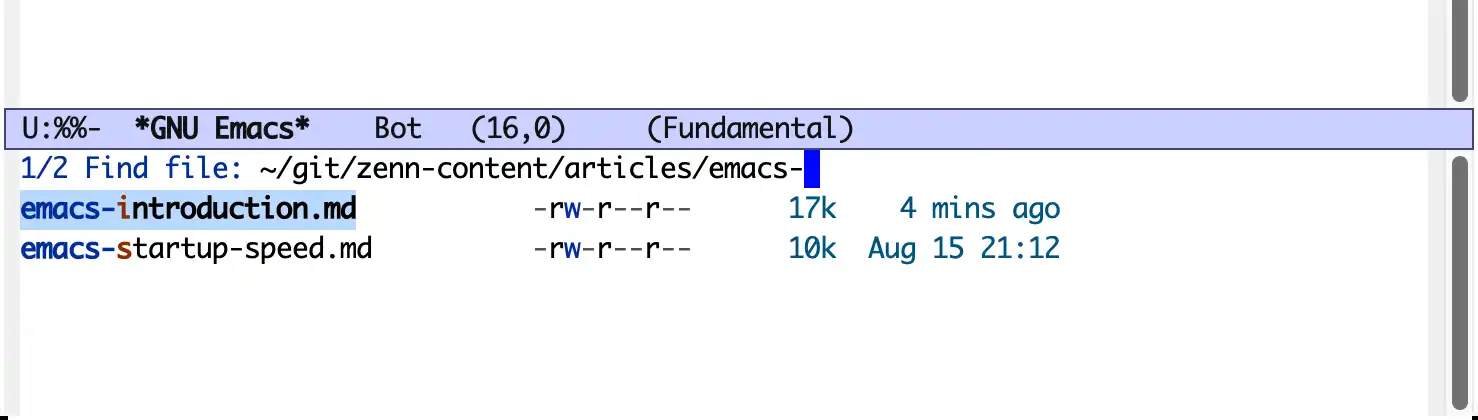 U:%%-  *GNU Emacs*    Bot   (16,0)     (Fundamental)
1/2 Find file: ~/git/zenn-content/articles/emacs-
emacs-introduction.md           -rw-r--r--      17k    4 mins ago
emacs-startup-speed.md          -rw-r--r--      10k  Aug 15 21:12